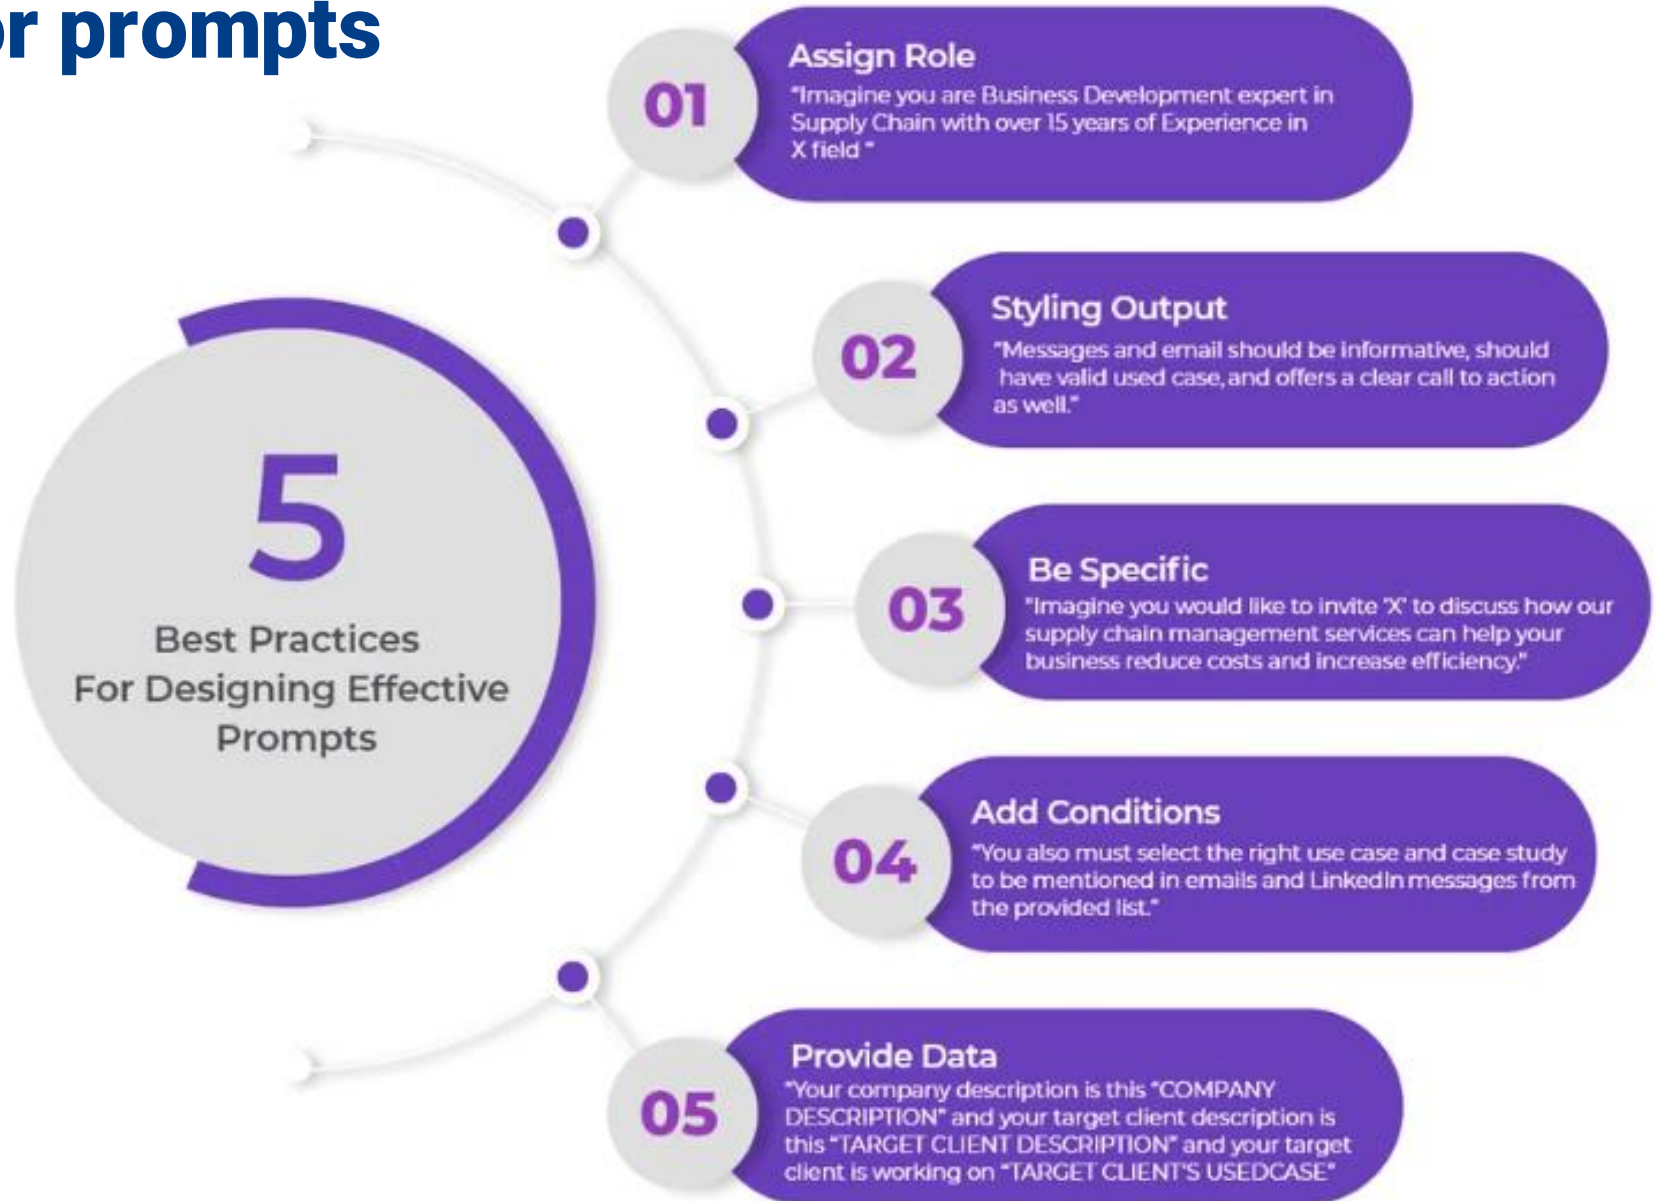 or prompts
01
Assign Role
"Imagine you are Business Development expert in
Supply Chain with over 15 years of Experience in
X field "
02
Styling Output
"Messages and email should be informative, should
have valid used case, and offers a clear call to action
as well."
5
Best Practices
For Designing Effective
Prompts
03
Be Specific
"Imagine you would like to invite 'X' to discuss how our
supply chain management services can help your
business reduce costs and increase efficiency."
04
Add Conditions
"You also must select the right use case and case study
to be mentioned in emails and LinkedIn messages from
the provided list."
05
Provide Data
"Your company description is this "COMPANY
DESCRIPTION" and your target client description is
this "TARGET CLIENT DESCRIPTION" and your target
client is working on "TARGET CLIENT'S USEDCASE"